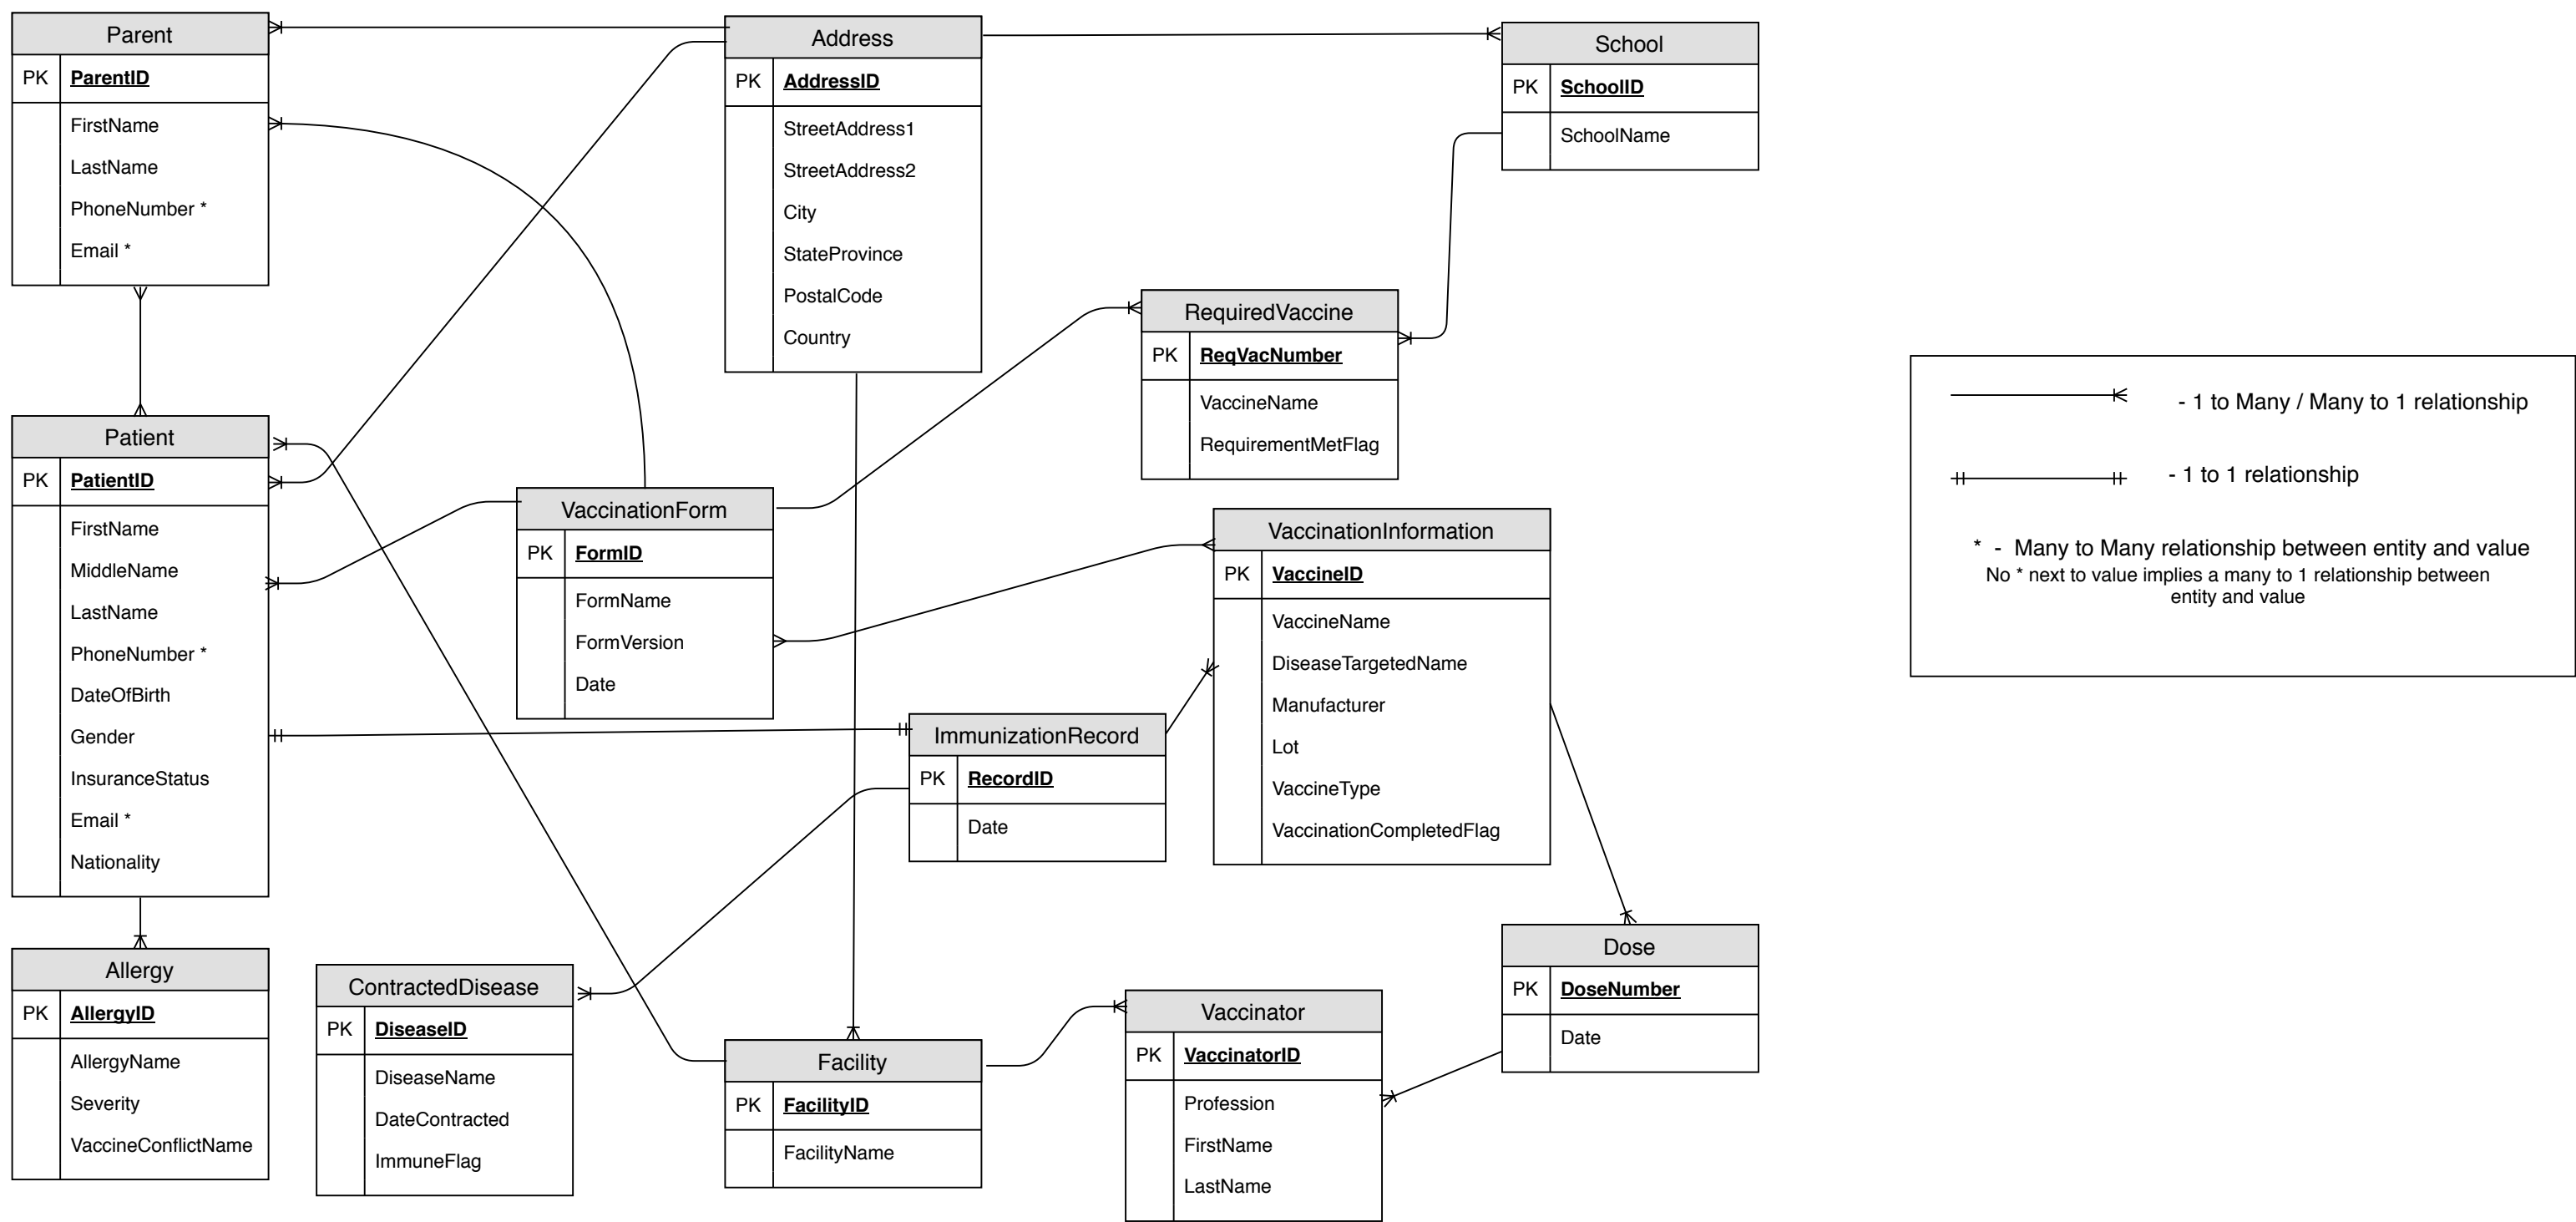 Parent
PK ParentID
FirstName
LastName
PhoneNumber *
Email *
Address
PK AddressID
StreetAddress1
StreetAddress2
City
StateProvince
PostalCode
Country
School
PK SchoolID
SchoolName
RequiredVaccine
PK ReqVacNumber
VaccineName
RequirementMetFlag
- 1 to Many / Many to 1 relationship
- 1 to 1 relationship
* - Many to Many relationship between entity and value
No * next to value implies a many to 1 relationship between
entity and value
Patient
PK PatientID
FirstName
MiddleName
LastName
PhoneNumber *
DateOfBirth
Gender
InsuranceStatus
Email *
Nationality
VaccinationForm
PK FormID
FormName
FormVersion
Date
VaccinationInformation
PK VaccineID
VaccineName
DiseaseTargetedName
Manufacturer
Lot
VaccineType
VaccinationCompletedFlag
ImmunizationRecord
PK RecordID
Date
Allergy
PK AllergyID
AllergyName
Severity
VaccineConflictName
ContractedDisease
PK DiseaseID
DiseaseName
DateContracted
ImmuneFlag
Facility
PK FacilityID
FacilityName
Vaccinator
PK VaccinatorID
Profession
FirstName
LastName
Dose
PK DoseNumber
Date